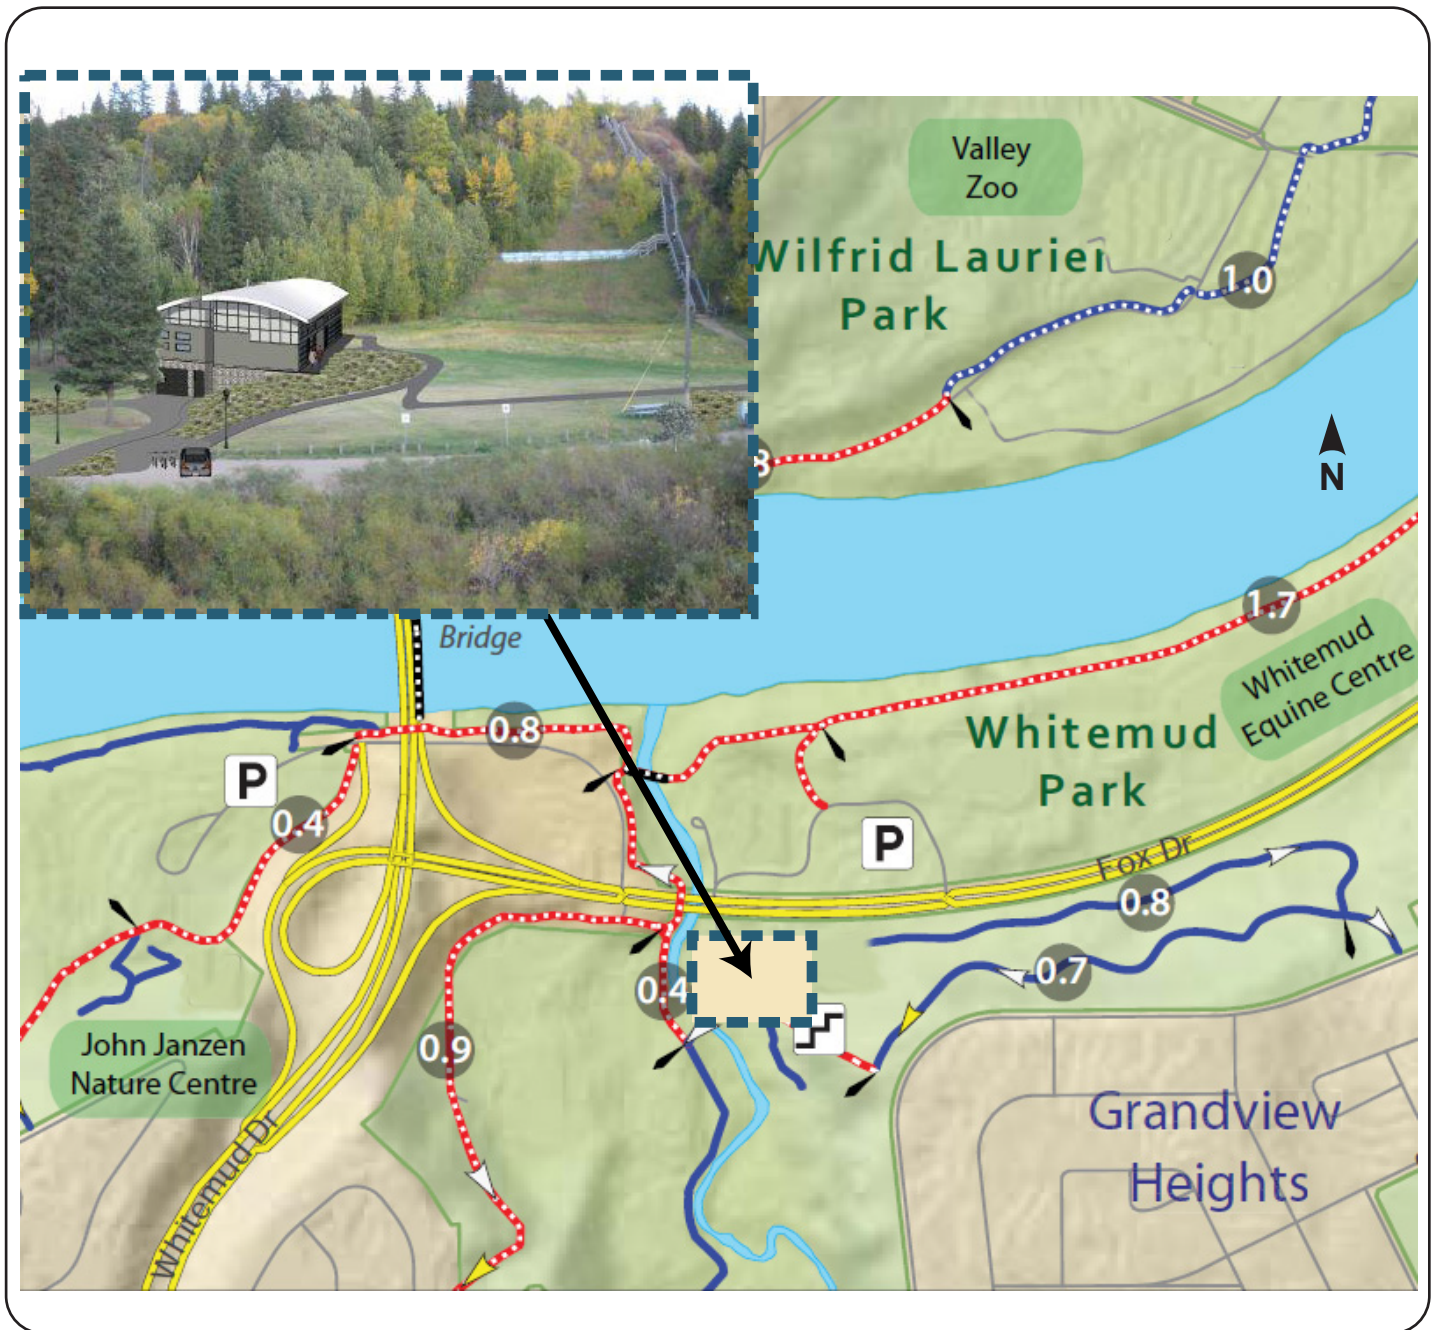 Valley
Zoo
Wilfrid Laurier
Park
1.0
8
N
1.7
Whitemud
Equine Centre
Bridge
0.8
Whitemud
Park
P
0.4
P
Fox Dr
0.8
0.7
0.4
0.9
John Janzen
Nature Centre
Grandview
Heights
Whitemud Dr